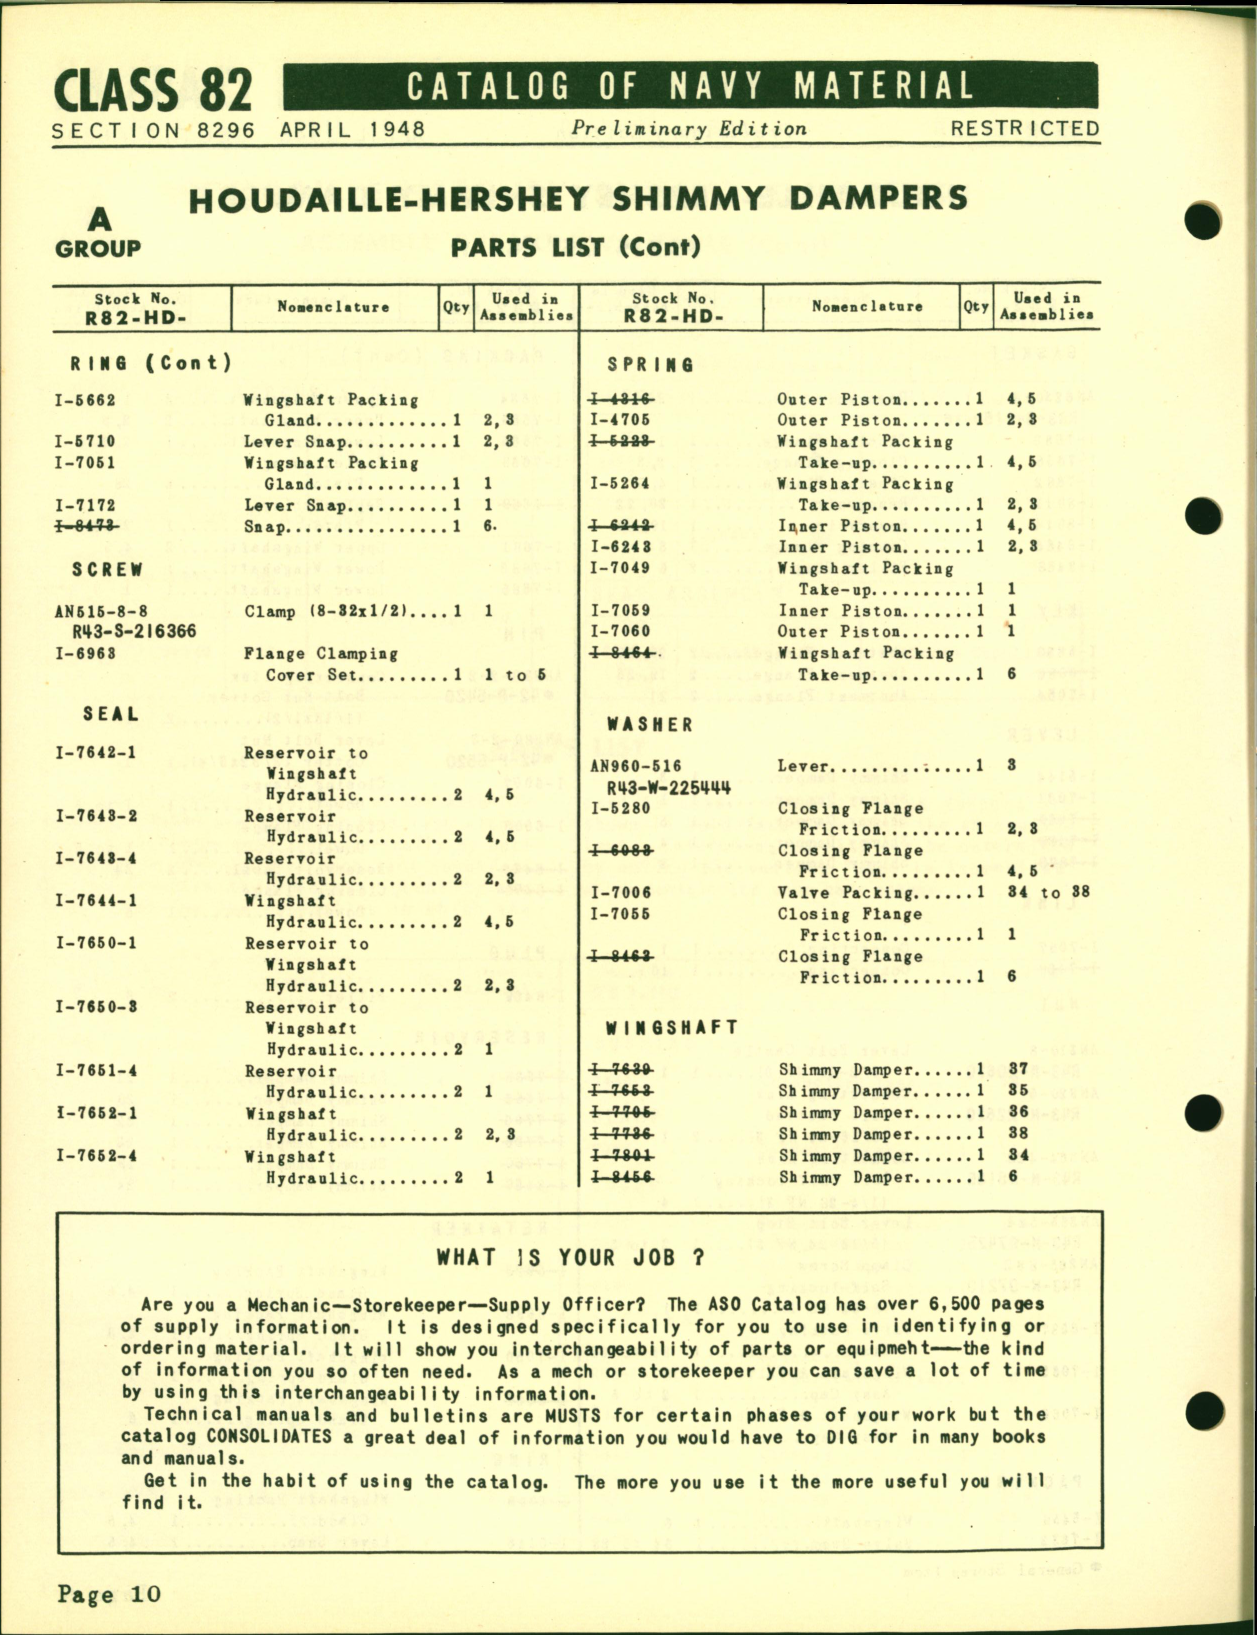 CLASS 82 CATALOG OF NAVY MATERIAL
SECTION 8296 APRIL 1948 Preliminary Edition RESTRICTED
A
GROUP
HOUDAILLE-HERSHEY SHIMMY DAMPERS
PARTS LIST (Cont)
Stock No. R82-HD- Nomenclature Qty Used in Assemblies
RING (Cont)
I-5662 Wingshaft Packing
Gland.............1 2,3
I-5710 Lever Snap..........1 2,3
I-7051 Wingshaft Packing
Gland.............1 1
I-7172 Lever Snap..........1 1
I-8473 Snap................1 6.
SCREW
AN515-8-8 Clamp (8-32x1/2)....1 1
R43-S-216366
I-6963 Flange Clamping
Cover Set.........1 1 to 5
SEAL
I-7642-1 Reservoir to
Wingshaft
Hydraulic.........2 4,5
I-7643-2 Reservoir
Hydraulic.........2 4,5
I-7643-4 Reservoir
Hydraulic.........2 2,3
I-7644-1 Wingshaft
Hydraulic.........2 4,5
I-7650-1 Reservoir to
Wingshaft
Hydraulic.........2 2,3
I-7650-3 Reservoir to
Wingshaft
Hydraulic.........2 1
I-7651-4 Reservoir
Hydraulic.........2 1
I-7652-1 Wingshaft
Hydraulic.........2 2,3
I-7652-4 Wingshaft
Hydraulic.........2 1
Stock No. R82-HD- Nomenclature Qty Used in Assemblies
SPRING
I-4316 Outer Piston.......1 4,5
I-4705 Outer Piston.......1 2,3
I-5223 Wingshaft Packing
Take-up.........1. 4,5
I-5264 Wingshaft Packing
Take-up.........1 2,3
I-6242 Inner Piston.......1 4,5
I-6243 Inner Piston.......1 2,3
I-7049 Wingshaft Packing
Take-up.........1 1
I-7059 Inner Piston.......1 1
I-7060 Outer Piston.......1 1
I-8464 Wingshaft Packing
Take-up.........1 6
WASHER
AN960-516 Lever..............1 3
R43-W-225444
I-5280 Closing Flange
Friction.........1 2,3
I-6083 Closing Flange
Friction.........1 4,5
I-7006 Valve Packing......1 34 to 38
I-7055 Closing Flange
Friction.........1 1
I-8463 Closing Flange
Friction.........1 6
WINGSHAFT
I-7639 Shimmy Damper......1 37
I-7653 Shimmy Damper......1 35
I-7705 Shimmy Damper......1 36
I-7736 Shimmy Damper......1 38
I-7801 Shimmy Damper......1 34
I-8456 Shimmy Damper......1 6
WHAT IS YOUR JOB ?
Are you a Mechanic—Storekeeper—Supply Officer? The ASO Catalog has over 6,500 pages
of supply information. It is designed specifically for you to use in identifying or
ordering material. It will show you interchangeability of parts or equipmeht——the kind
of information you so often need. As a mech or storekeeper you can save a lot of time
by using this interchangeability information.
Technical manuals and bulletins are MUSTS for certain phases of your work but the
catalog CONSOLIDATES a great deal of information you would have to DIG for in many books
and manuals.
Get in the habit of using the catalog. The more you use it the more useful you will
find it.
Page 10